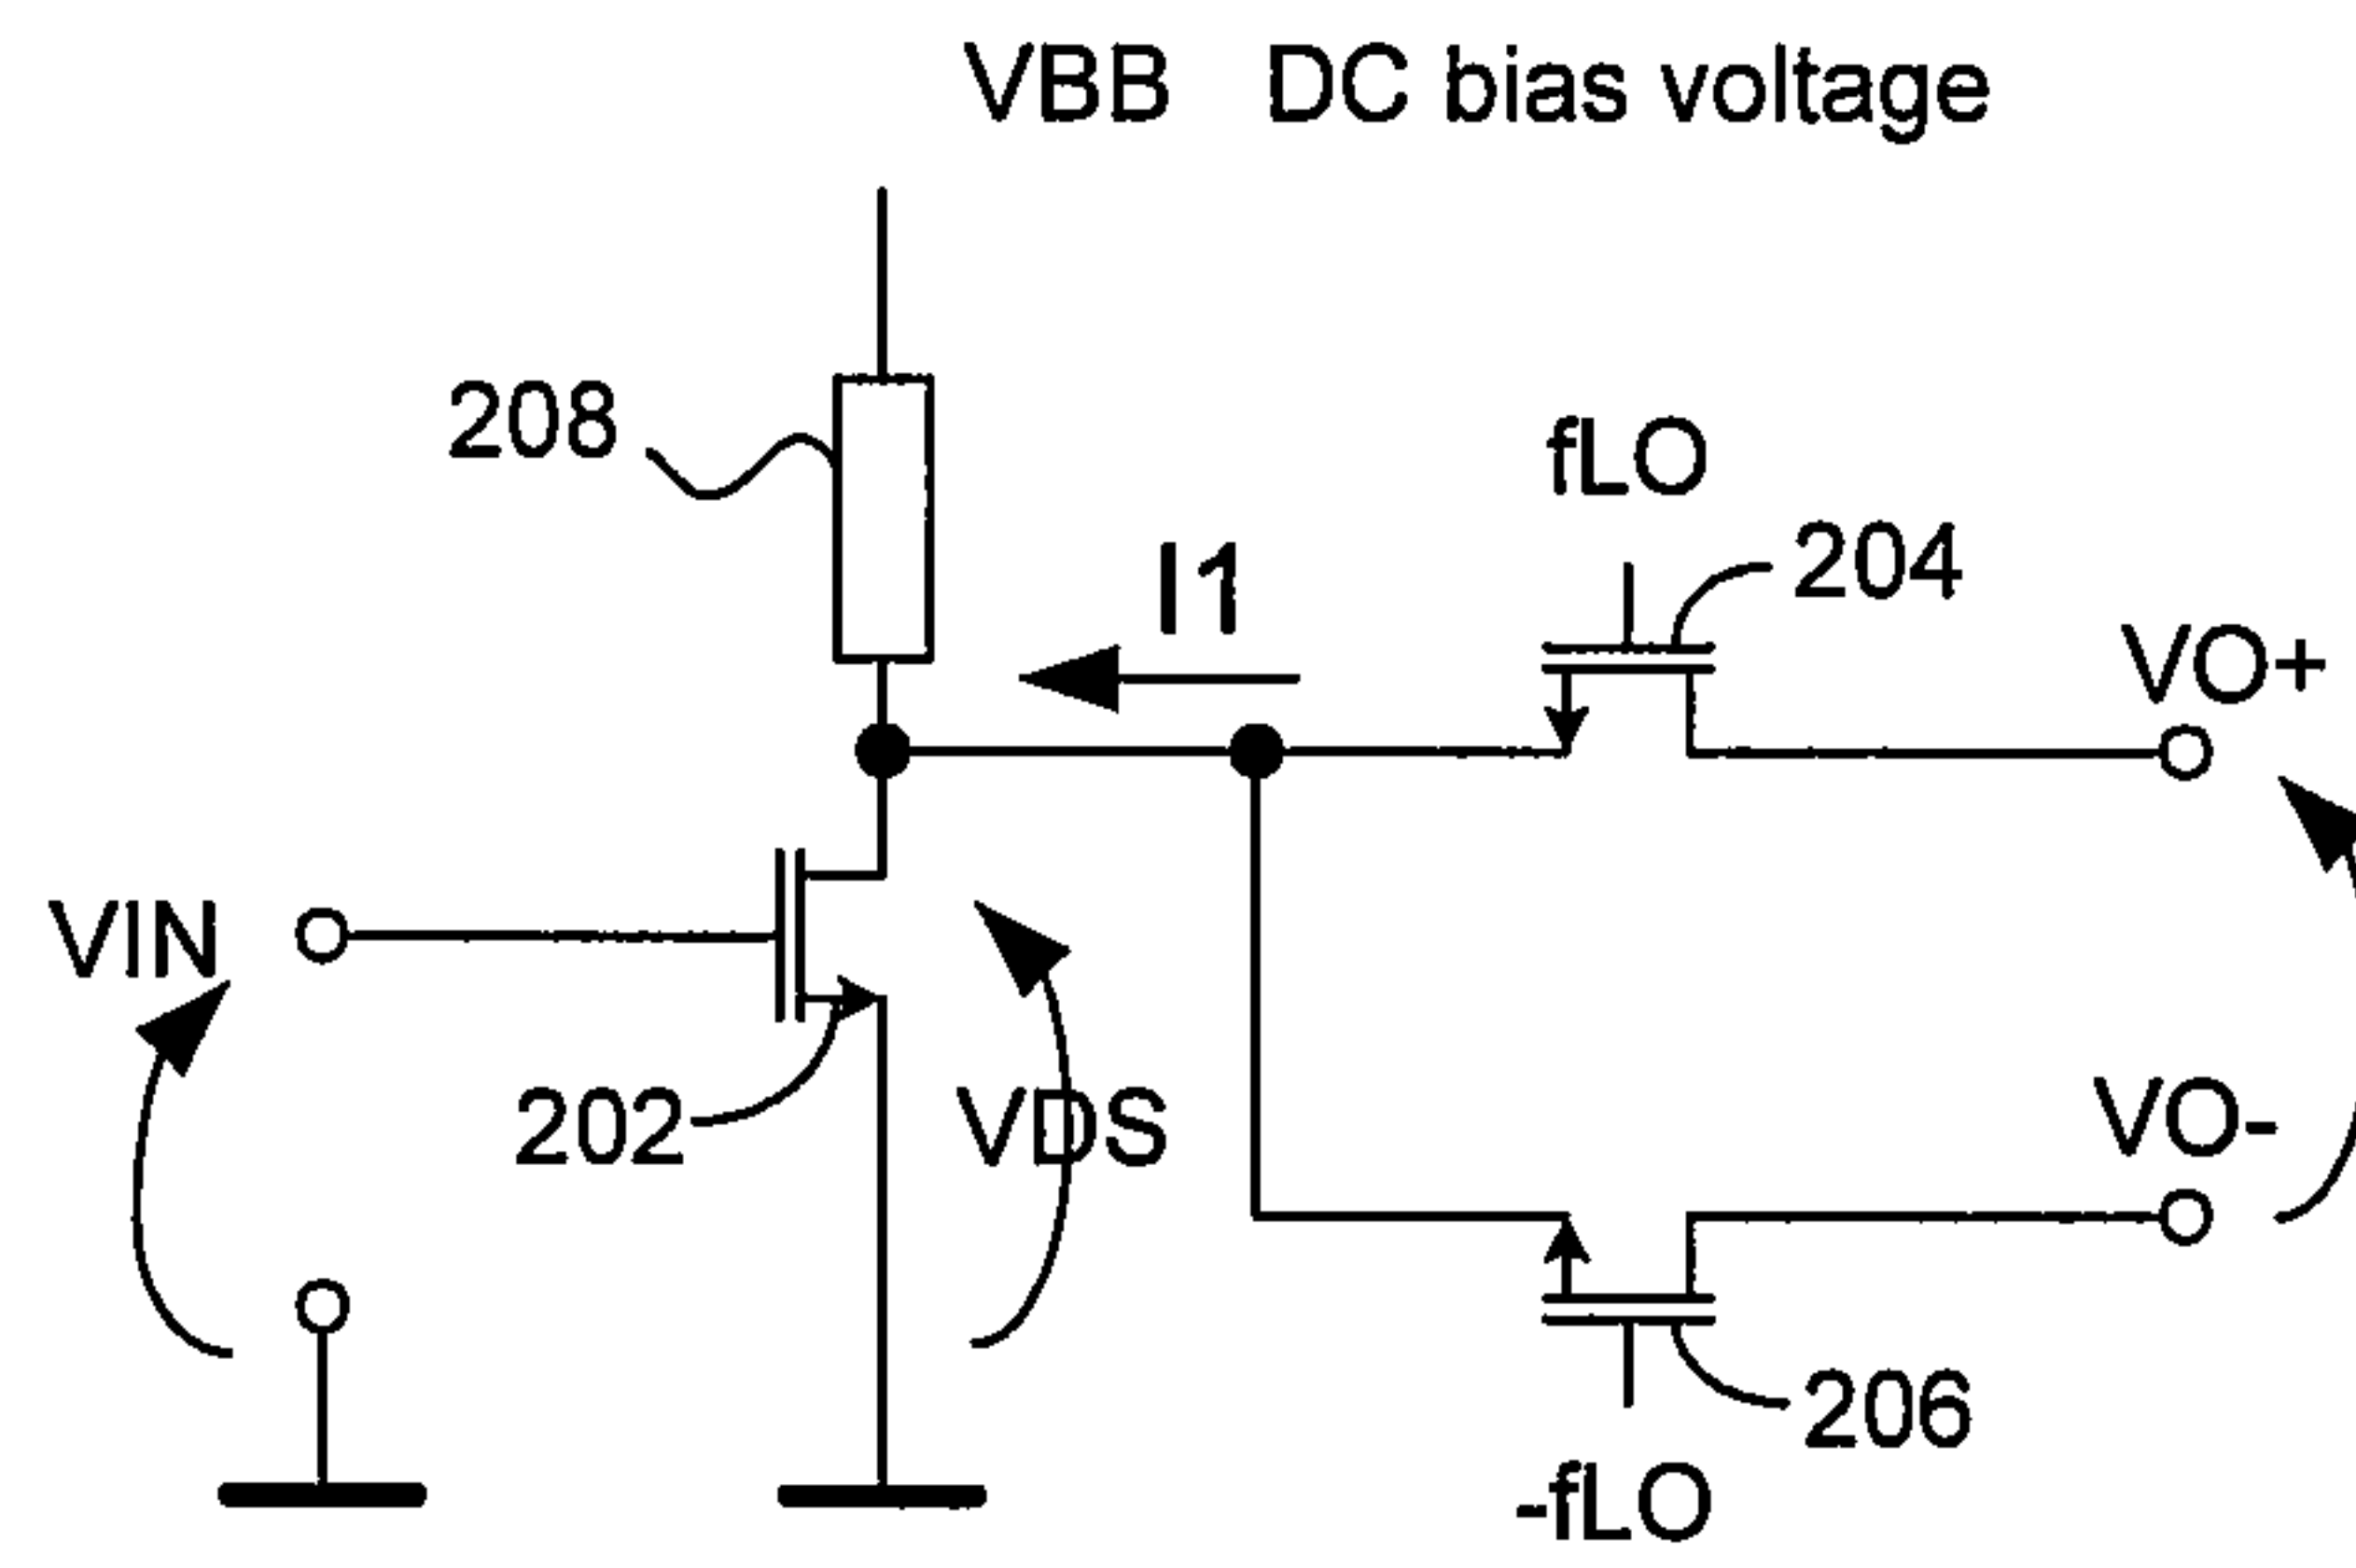 VBB DC bias voltage
208
fLO
204
I1
VO+
VIN
202
VDS
VO-
206
-fLO